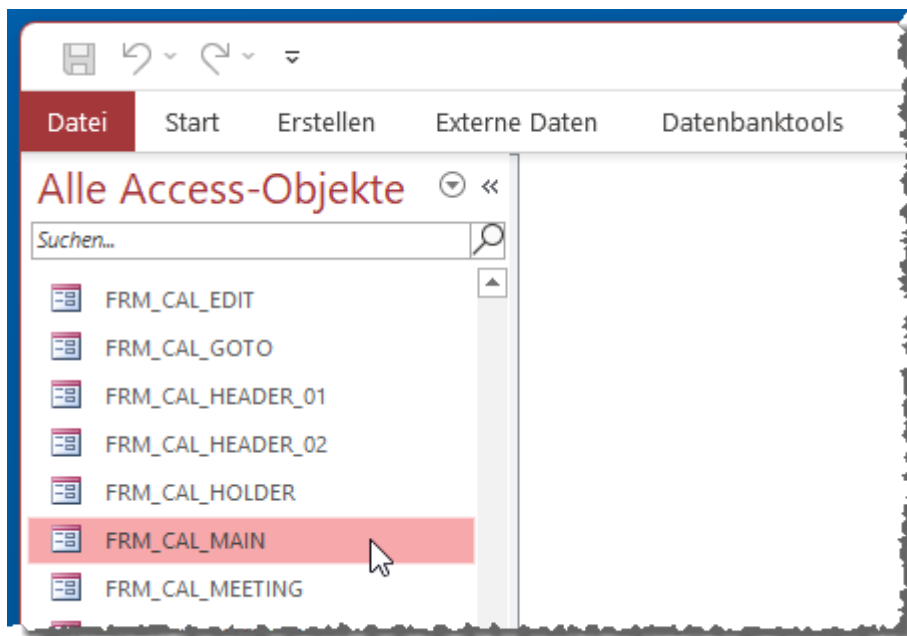 Datei Start Erstellen Externe Daten Datenbanktools
Alle Access-Objekte
Suchen...
FRM_CAL_EDIT
FRM_CAL_GOTO
FRM_CAL_HEADER_01
FRM_CAL_HEADER_02
FRM_CAL_HOLDER
FRM_CAL_MAIN
FRM_CAL_MEETING